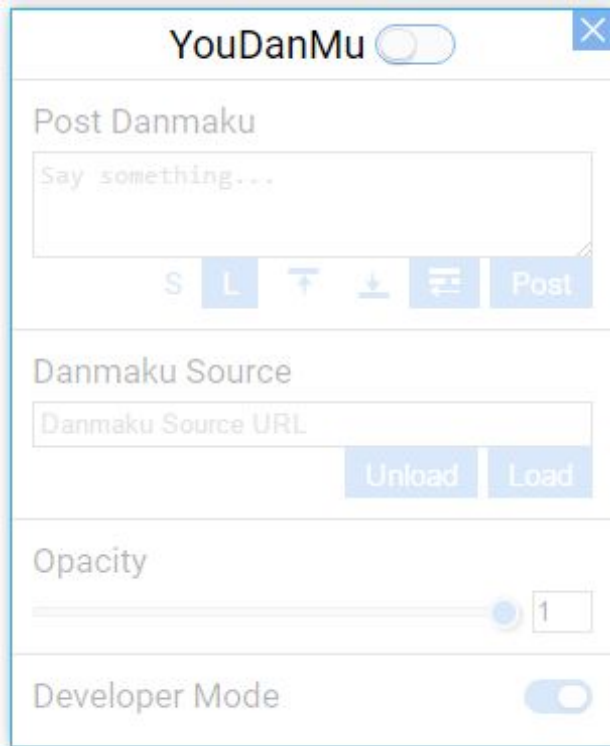 YouDanMu
Post Danmaku
Say something...
S L Post
Danmaku Source
Danmaku Source URL
Unload Load
Opacity
1
Developer Mode